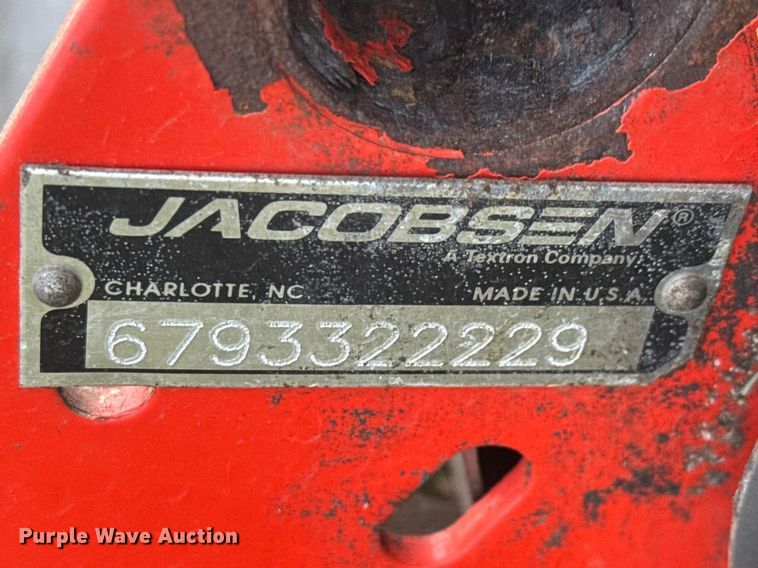 JACOBSEN®
A Textron Company
CHARLOTTE, NC MADE IN U.S.A.
6793322229
Purple Wave Auction